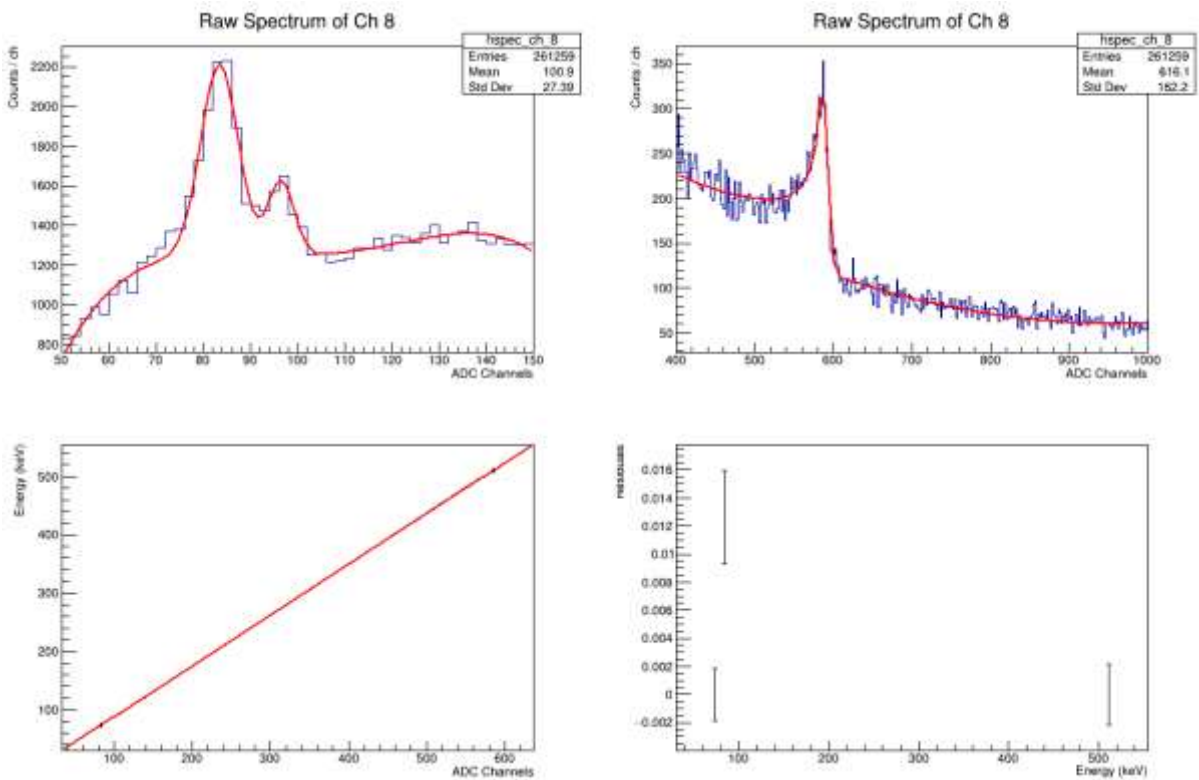 Raw Spectrum of Ch 8
Counts / ch
hspec_ch_8
Entries 261259
Mean 100.9
Std Dev 27.39
2200
2000
1800
1600
1400
1200
1000
800
50 60 70 80 90 100 110 120 130 140 150
ADC Channels
Raw Spectrum of Ch 8
Counts / ch
hspec_ch_8
Entries 261259
Mean 616.1
Std Dev 162.2
350
300
250
200
150
100
50
400 500 600 700 800 900 1000
ADC Channels
Energy (keV)
500
400
300
200
100
100 200 300 400 500 600
ADC Channels
0.016
0.014
0.012
0.01
0.008
0.006
0.004
0.002
0
-0.002
100 200 300 400 500
Energy (keV)